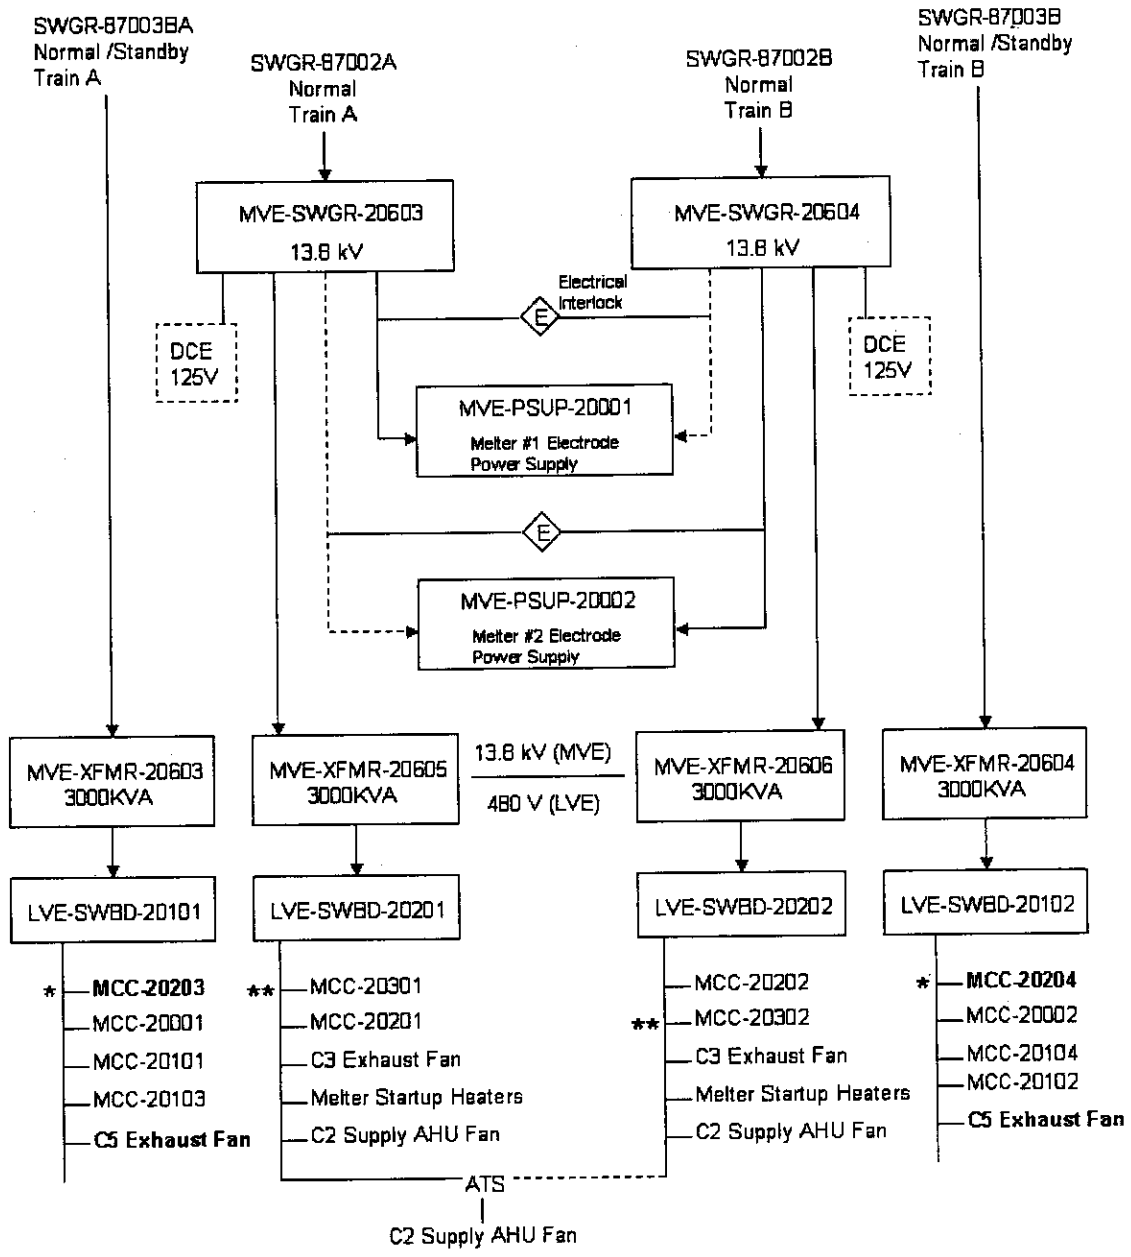 SWGR-87003BA
Normal /Standby
Train A
SWGR-87002A
Normal
Train A
SWGR-87002B
Normal
Train B
SWGR-87003B
Normal /Standby
Train B
MVE-SWGR-20603
13.8 kV
MVE-SWGR-20604
13.8 kV
Electrical
Interlock
E
DCE
125V
DCE
125V
MVE-PSUP-20001
Melter #1 Electrode
Power Supply
E
MVE-PSUP-20002
Melter #2 Electrode
Power Supply
MVE-XFMR-20603
3000KVA
MVE-XFMR-20605
3000KVA
13.8 kV (MVE)
480 V (LVE)
MVE-XFMR-20606
3000KVA
MVE-XFMR-20604
3000KVA
LVE-SWBD-20101
LVE-SWBD-20201
LVE-SWBD-20202
LVE-SWBD-20102
* MCC-20203
MCC-20001
MCC-20101
MCC-20103
C5 Exhaust Fan
** MCC-20301
MCC-20201
C3 Exhaust Fan
Melter Startup Heaters
C2 Supply AHU Fan
MCC-20202
** MCC-20302
C3 Exhaust Fan
Melter Startup Heaters
C2 Supply AHU Fan
* MCC-20204
MCC-20002
MCC-20104
MCC-20102
C5 Exhaust Fan
ATS
C2 Supply AHU Fan